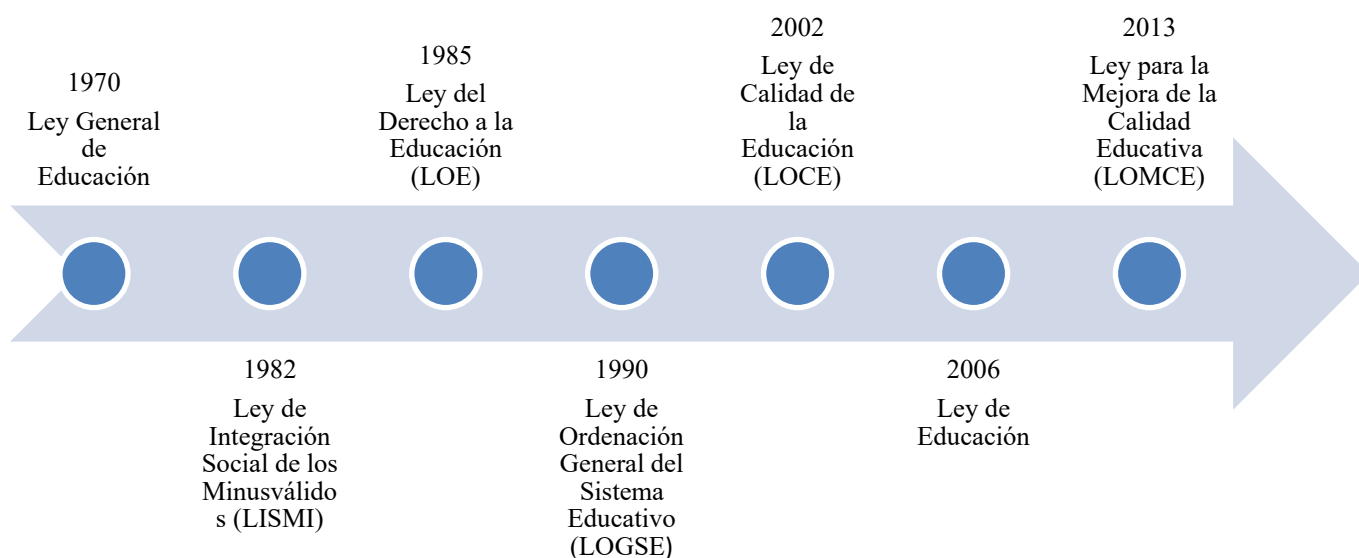 1970
Ley General
de
Educación
1982
Ley de
Integración
Social de los
Minusválido
s (LISMI)
1985
Ley del
Derecho a la
Educación
(LOE)
1990
Ley de
Ordenación
General del
Sistema
Educativo
(LOGSE)
2002
Ley de
Calidad de
la
Educación
(LOCE)
2006
Ley de
Educación
2013
Ley para la
Mejora de la
Calidad
Educativa
(LOMCE)